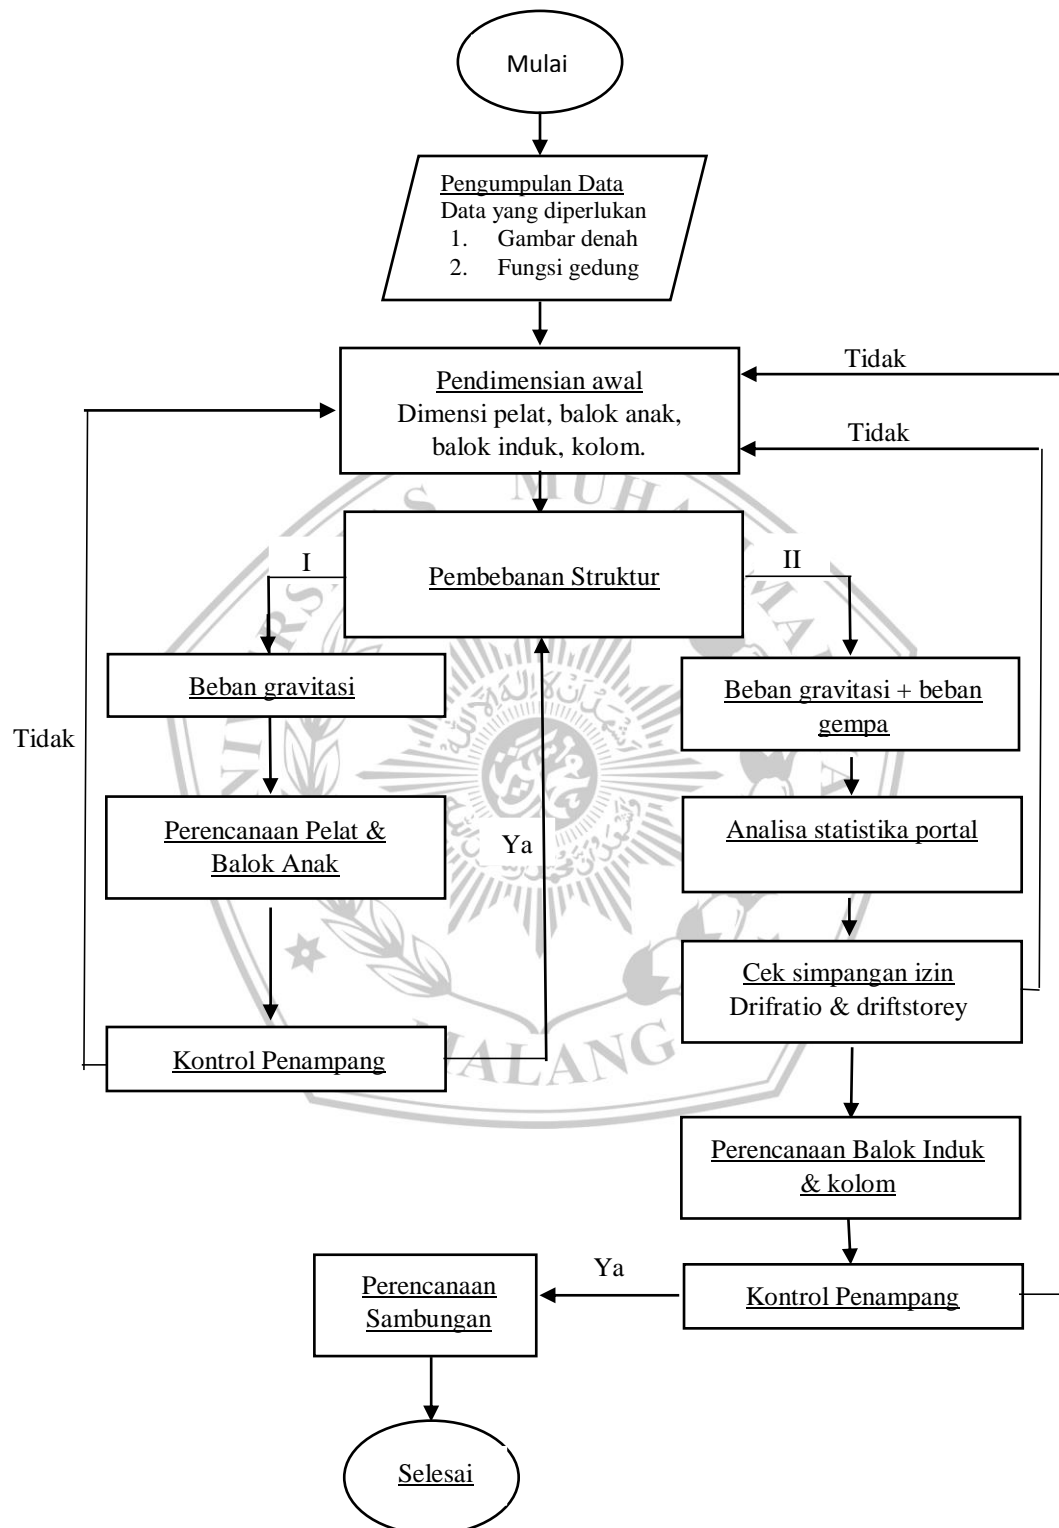 Mulai
Pengumpulan Data
Data yang diperlukan
1. Gambar denah
2. Fungsi gedung
Tidak
Pendimensian awal
Dimpensi pelat, balok anak,
balok induk, kolom.
Tidak
I
II
Pembebanan Struktur
Beban gravitasi
Beban gravitasi + beban
gempa
Tidak
Perencanaan Pelat &
Balok Anak
Ya
Analisa statistika portal
Cek simpangan izin
Drifratio & driftstorey
Kontrol Penampang
Perencanaan Balok Induk
& kolom
Ya
Kontrol Penampang
Perencanaan
Sambungan
Selesai
MUHA
MALANG